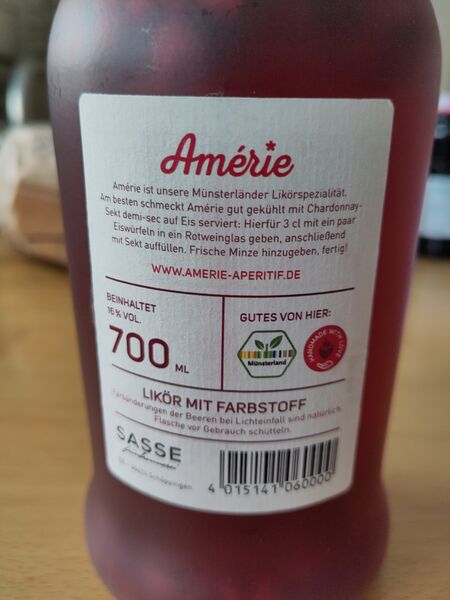 Amérie
Amérie ist unsere Münsterländer Likörspezialität.
Am besten schmeckt Amérie gut gekühlt mit Chardonnay-
Sekt demi-sec auf Eis serviert: Hierfür 3 cl mit ein paar
Eiswürfeln in ein Rotweinglas geben, anschließend
mit Sekt auffüllen. Frische Minze hinzugeben, fertig!
WWW.AMERIE-APERITIF.DE
BEINHALTET
16 % VOL.
700 ML
GUTES VON HIER:
Münsterland
HANDMADE WITH LOVE
LIKÖR MIT FARBSTOFF
Farbänderungen der Beeren bei Lichteinfall sind natürlich.
Flasche vor Gebrauch schütteln.
SASSE
Schöppingen
4 015141 060000